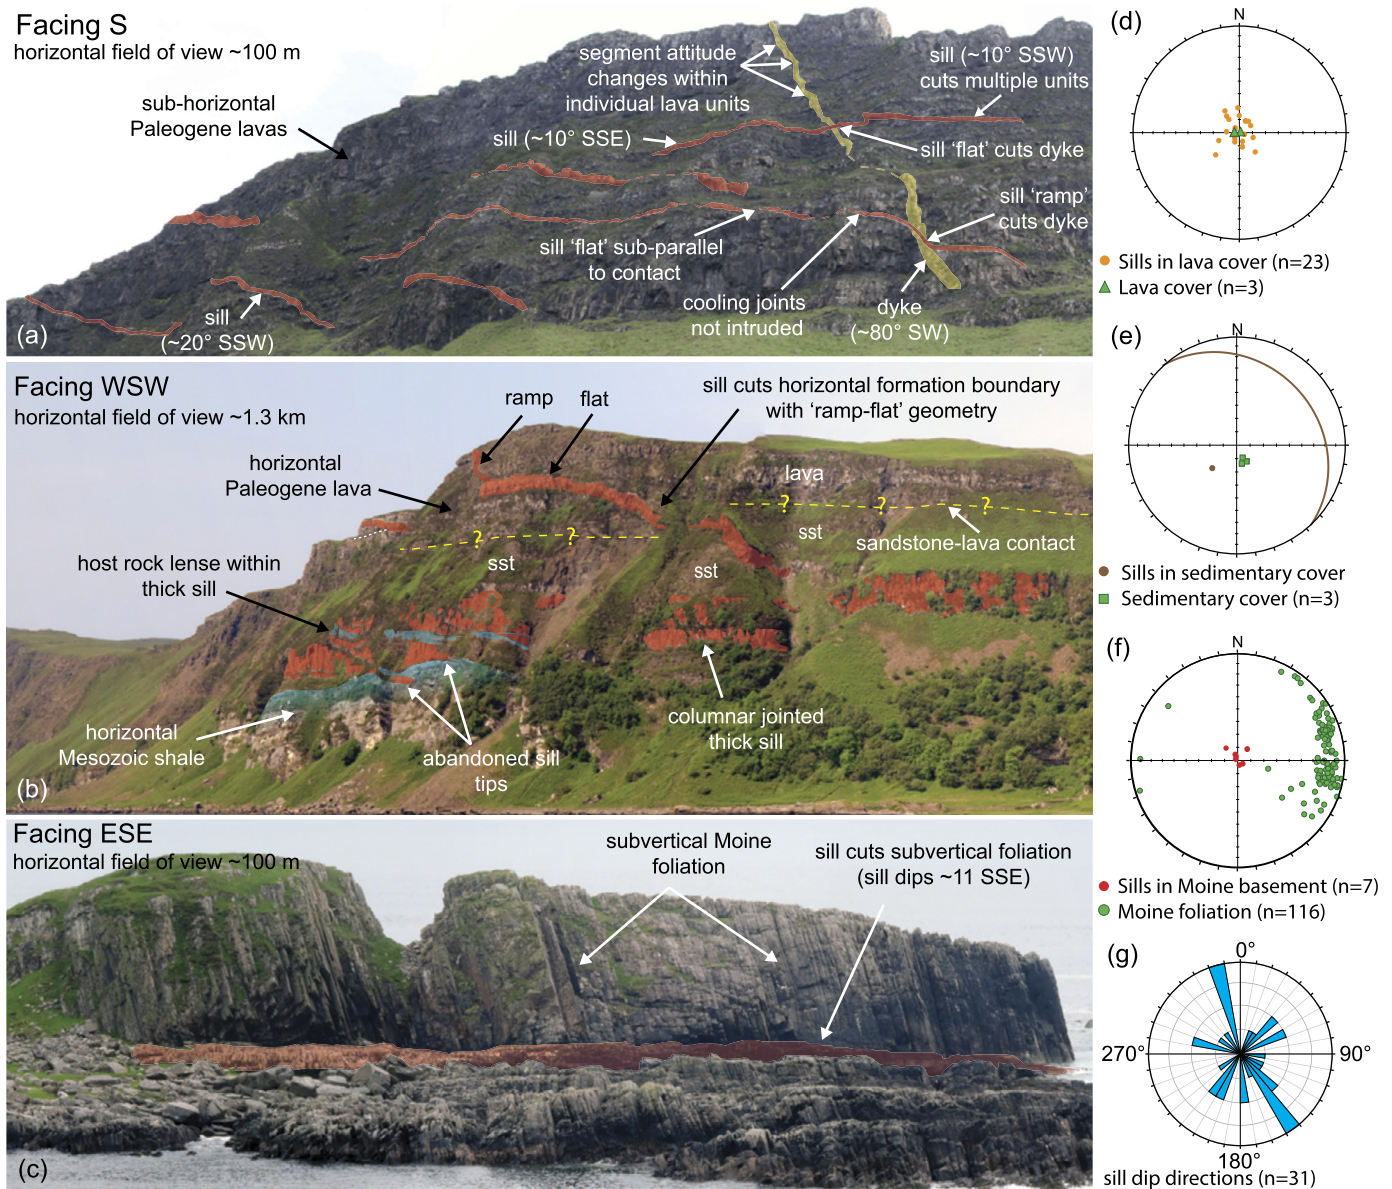 Facing S
horizontal field of view ~100 m
sub-horizontal
Paleogene lavas
segment attitude
changes within
individual lava units
sill (~10° SSW)
cuts multiple units
sill (~10° SSE)
sill ‘flat’ cuts dyke
sill ‘ramp’
cuts dyke
sill ‘flat’ sub-parallel
to contact
cooling joints
not intruded
dyke
(~80° SW)
sill
(~20° SSW)
(a)
Facing WSW
horizontal field of view ~1.3 km
ramp
flat
sill cuts horizontal formation boundary
with ‘ramp-flat’ geometry
horizontal
Paleogene lava
lava
?
?
?
?
?
sst
sst
sst
sandstone-lava contact
host rock lense within
thick sill
columnar jointed
thick sill
horizontal
Mesozoic shale
abandoned sill
tips
(b)
Facing ESE
horizontal field of view ~100 m
subvertical Moine
foliation
sill cuts subvertical foliation
(sill dips ~11 SSE)
(c)
(d)
N
Sills in lava cover (n=23)
Lava cover (n=3)
(e)
N
Sills in sedimentary cover
Sedimentary cover (n=3)
(f)
N
Sills in Moine basement (n=7)
Moine foliation (n=116)
(g)
0°
270°
90°
180°
sill dip directions (n=31)